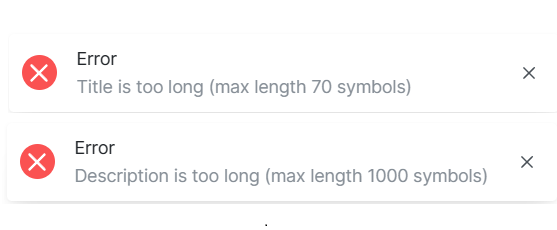 Error
Title is too long (max length 70 symbols)
Error
Description is too long (max length 1000 symbols)